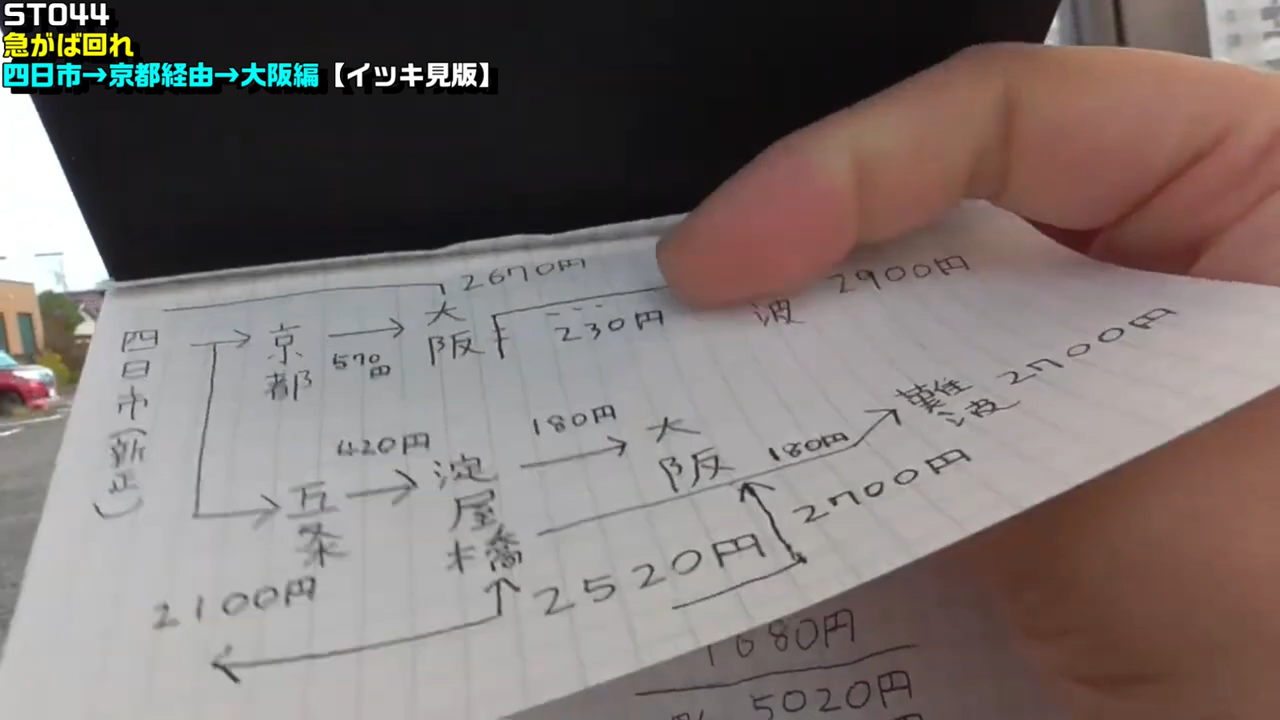 ST044
急がば回れ
四日市→京都経由→大阪編【イツキ見版】
2670円
四日市(新正)
京都
570円
大阪
230円
波 2900円
五条
420円
淀屋橋
180円
大阪
180円
難波 2700円
2700円
2520円
2100円
1680円
5020円